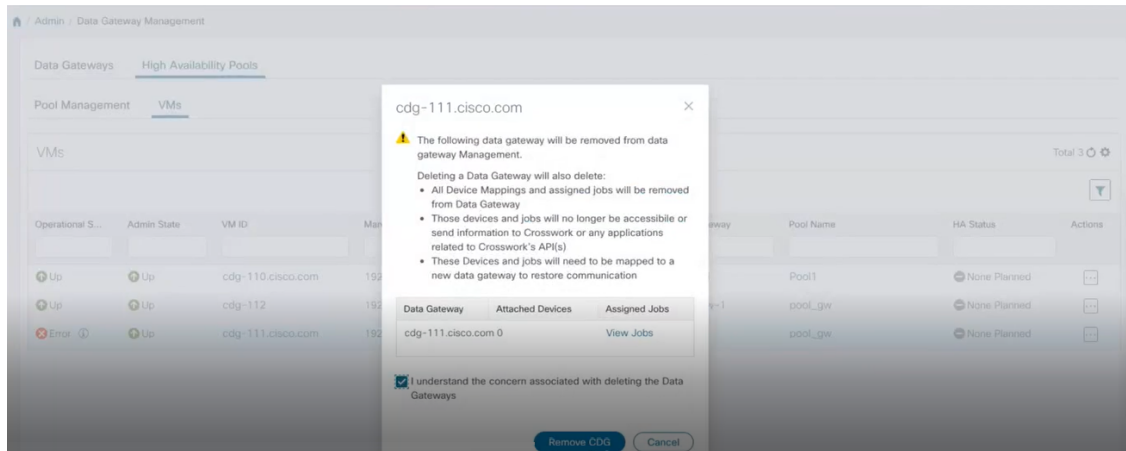 / Admin / Data Gateway Management
Data Gateways High Availability Pools
Pool Management VMs
VMs
Total 3
Operational S... Admin State VM ID Pool Name HA Status Actions
Up Up cdg-110.cisco.com 192 Pool1 None Planned
Up Up cdg-112 192 pool_gw None Planned
Error Up cdg-111.cisco.com 192 pool_gw None Planned
cdg-111.cisco.com
The following data gateway will be removed from data
gateway Management.
Deleting a Data Gateway will also delete:
• All Device Mappings and assigned jobs will be removed
from Data Gateway
• Those devices and jobs will no longer be accessibile or
send information to Crosswork or any applications
related to Crosswork's API(s)
• These Devices and jobs will need to be mapped to a
new data gateway to restore communication
Data Gateway Attached Devices Assigned Jobs
cdg-111.cisco.com 0 View Jobs
I understand the concern associated with deleting the Data
Gateways
Remove CDG Cancel